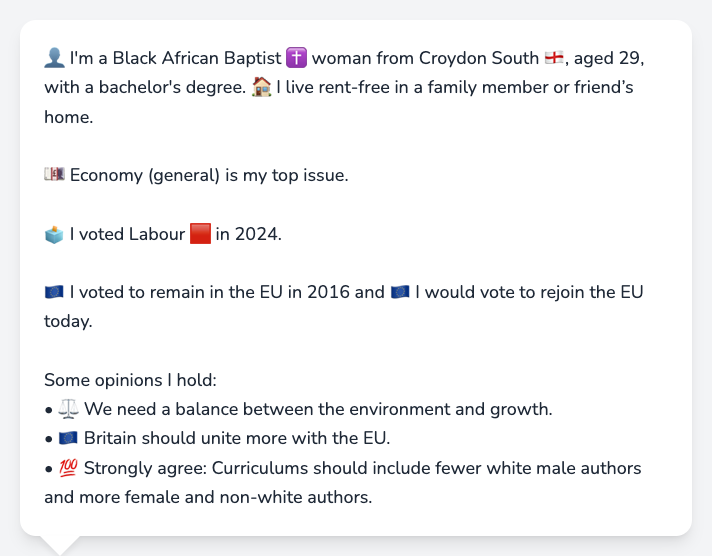 👤 I'm a Black African Baptist ✝️ woman from Croydon South 🏴󠁧󠁢󠁥󠁮󠁧󠁿, aged 29,
with a bachelor's degree. 🏠 I live rent-free in a family member or friend’s
home.
💷 Economy (general) is my top issue.
🗳️ I voted Labour 🟥 in 2024.
🇪🇺 I voted to remain in the EU in 2016 and 🇪🇺 I would vote to rejoin the EU
today.
Some opinions I hold:
• ⚖️ We need a balance between the environment and growth.
• 🇪🇺 Britain should unite more with the EU.
• 💯 Strongly agree: Curriculums should include fewer white male authors
and more female and non-white authors.